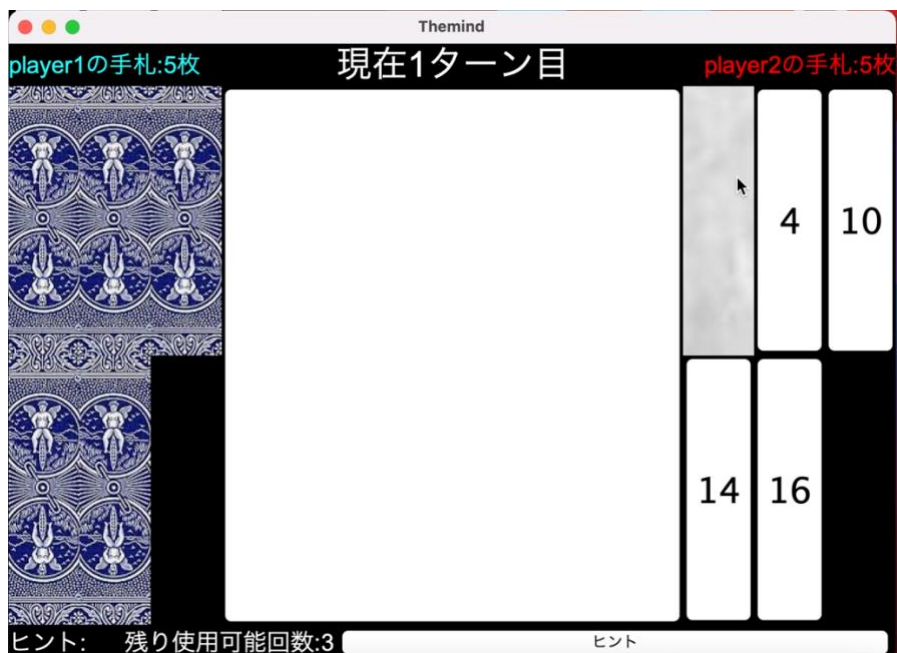 Themind
player1の手札:5枚
現在1ターン目
player2の手札:5枚
4
10
14
16
ヒント:
残り使用可能回数:3
ヒント